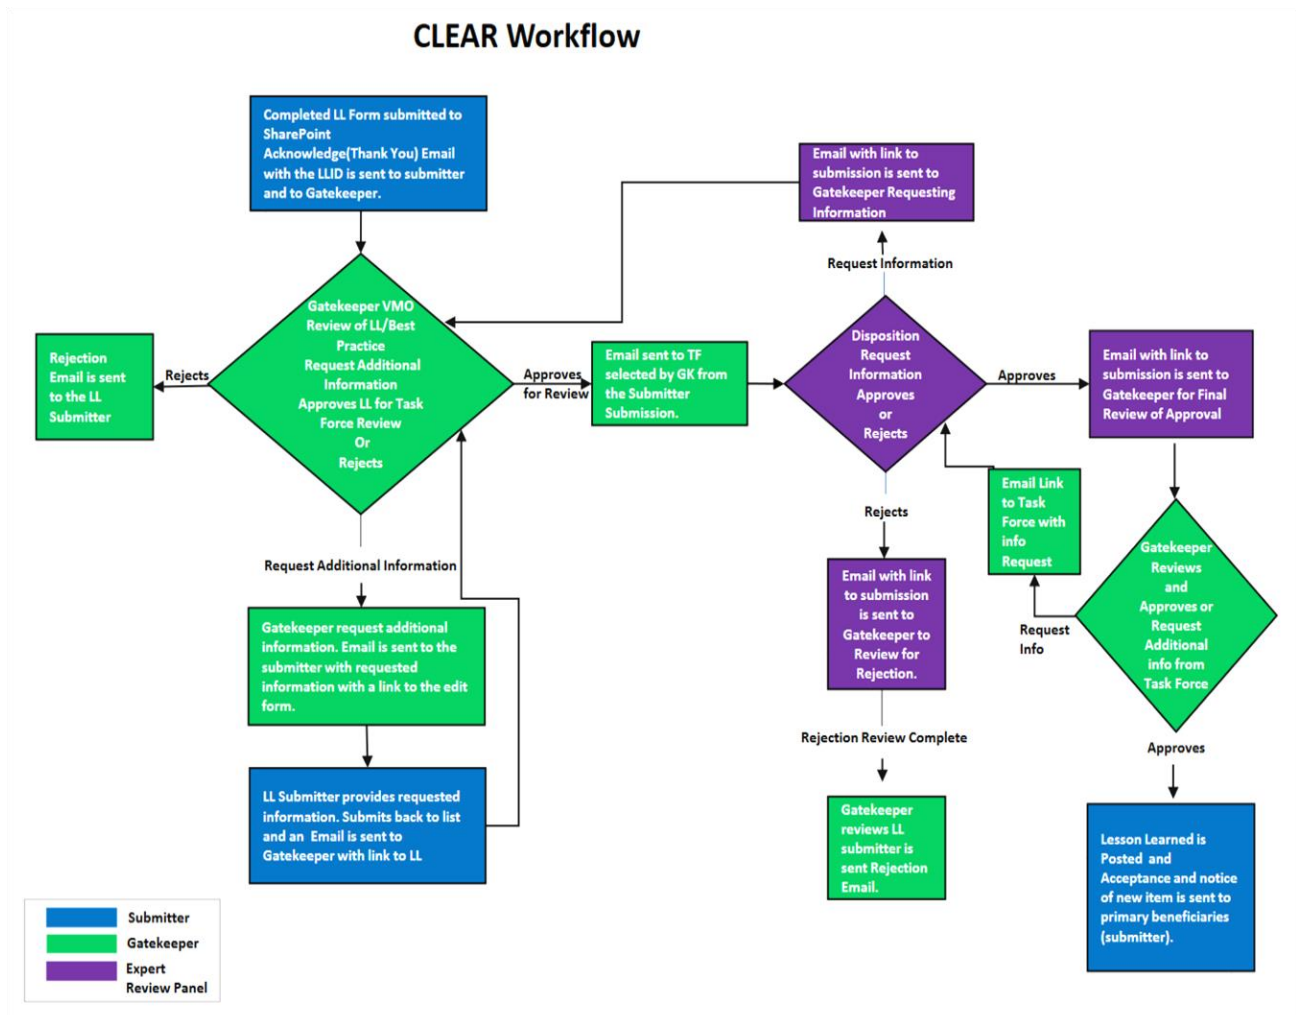 CLEAR Workflow
Completed LL Form submitted to
SharePoint
Acknowledge(Thank You) Email
with the LLID is sent to submitter
and to Gatekeeper.
Email with link to
submission is sent to
Gatekeeper Requesting
Information
Request Information
Gatekeeper VMO
Review of LL/Best
Practice
Request Additional
Information
Approves LL for Task
Force Review
Or
Rejects
Rejects
Rejection
Email is sent
to the LL
Submitter
Approves
for Review
Email sent to TF
selected by GK from
the Submitter
Submission.
Disposition
Request
Information
Approves
or
Rejects
Approves
Email with link to
submission is sent to
Gatekeeper for Final
Review of Approval
Email Link
to Task
Force with
info
Request
Request
Info
Gatekeeper
Reviews
and
Approves or
Request
Additional
info from
Task Force
Rejects
Email with link
to submission
is sent to
Gatekeeper to
Review for
Rejection.
Rejection Review Complete
Gatekeeper
reviews LL
submitter is
sent Rejection
Email.
Approves
Lesson Learned is
Posted and
Acceptance and notice
of new item is sent to
primary beneficiaries
(submitter).
Request Additional Information
Gatekeeper request additional
information. Email is sent to the
submitter with requested
information with a link to the edit
form.
LL Submitter provides requested
information. Submits back to list
and an Email is sent to
Gatekeeper with link to LL
Submitter
Gatekeeper
Expert
Review Panel